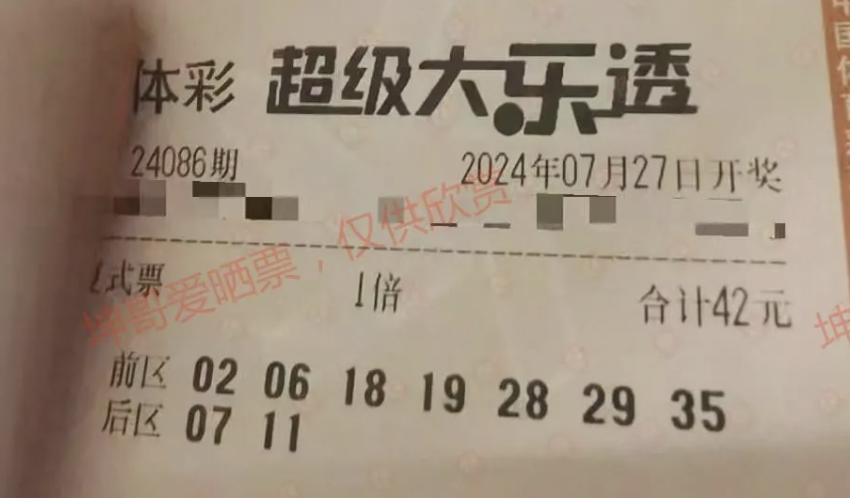 体彩 超级大乐透
24086期 2024年07月27日开奖
式票 1倍 合计42元
前区 02 06 18 19 28 29 35
后区 07 11
坤哥爱晒票，仅供欣赏
坤
中国体育彩